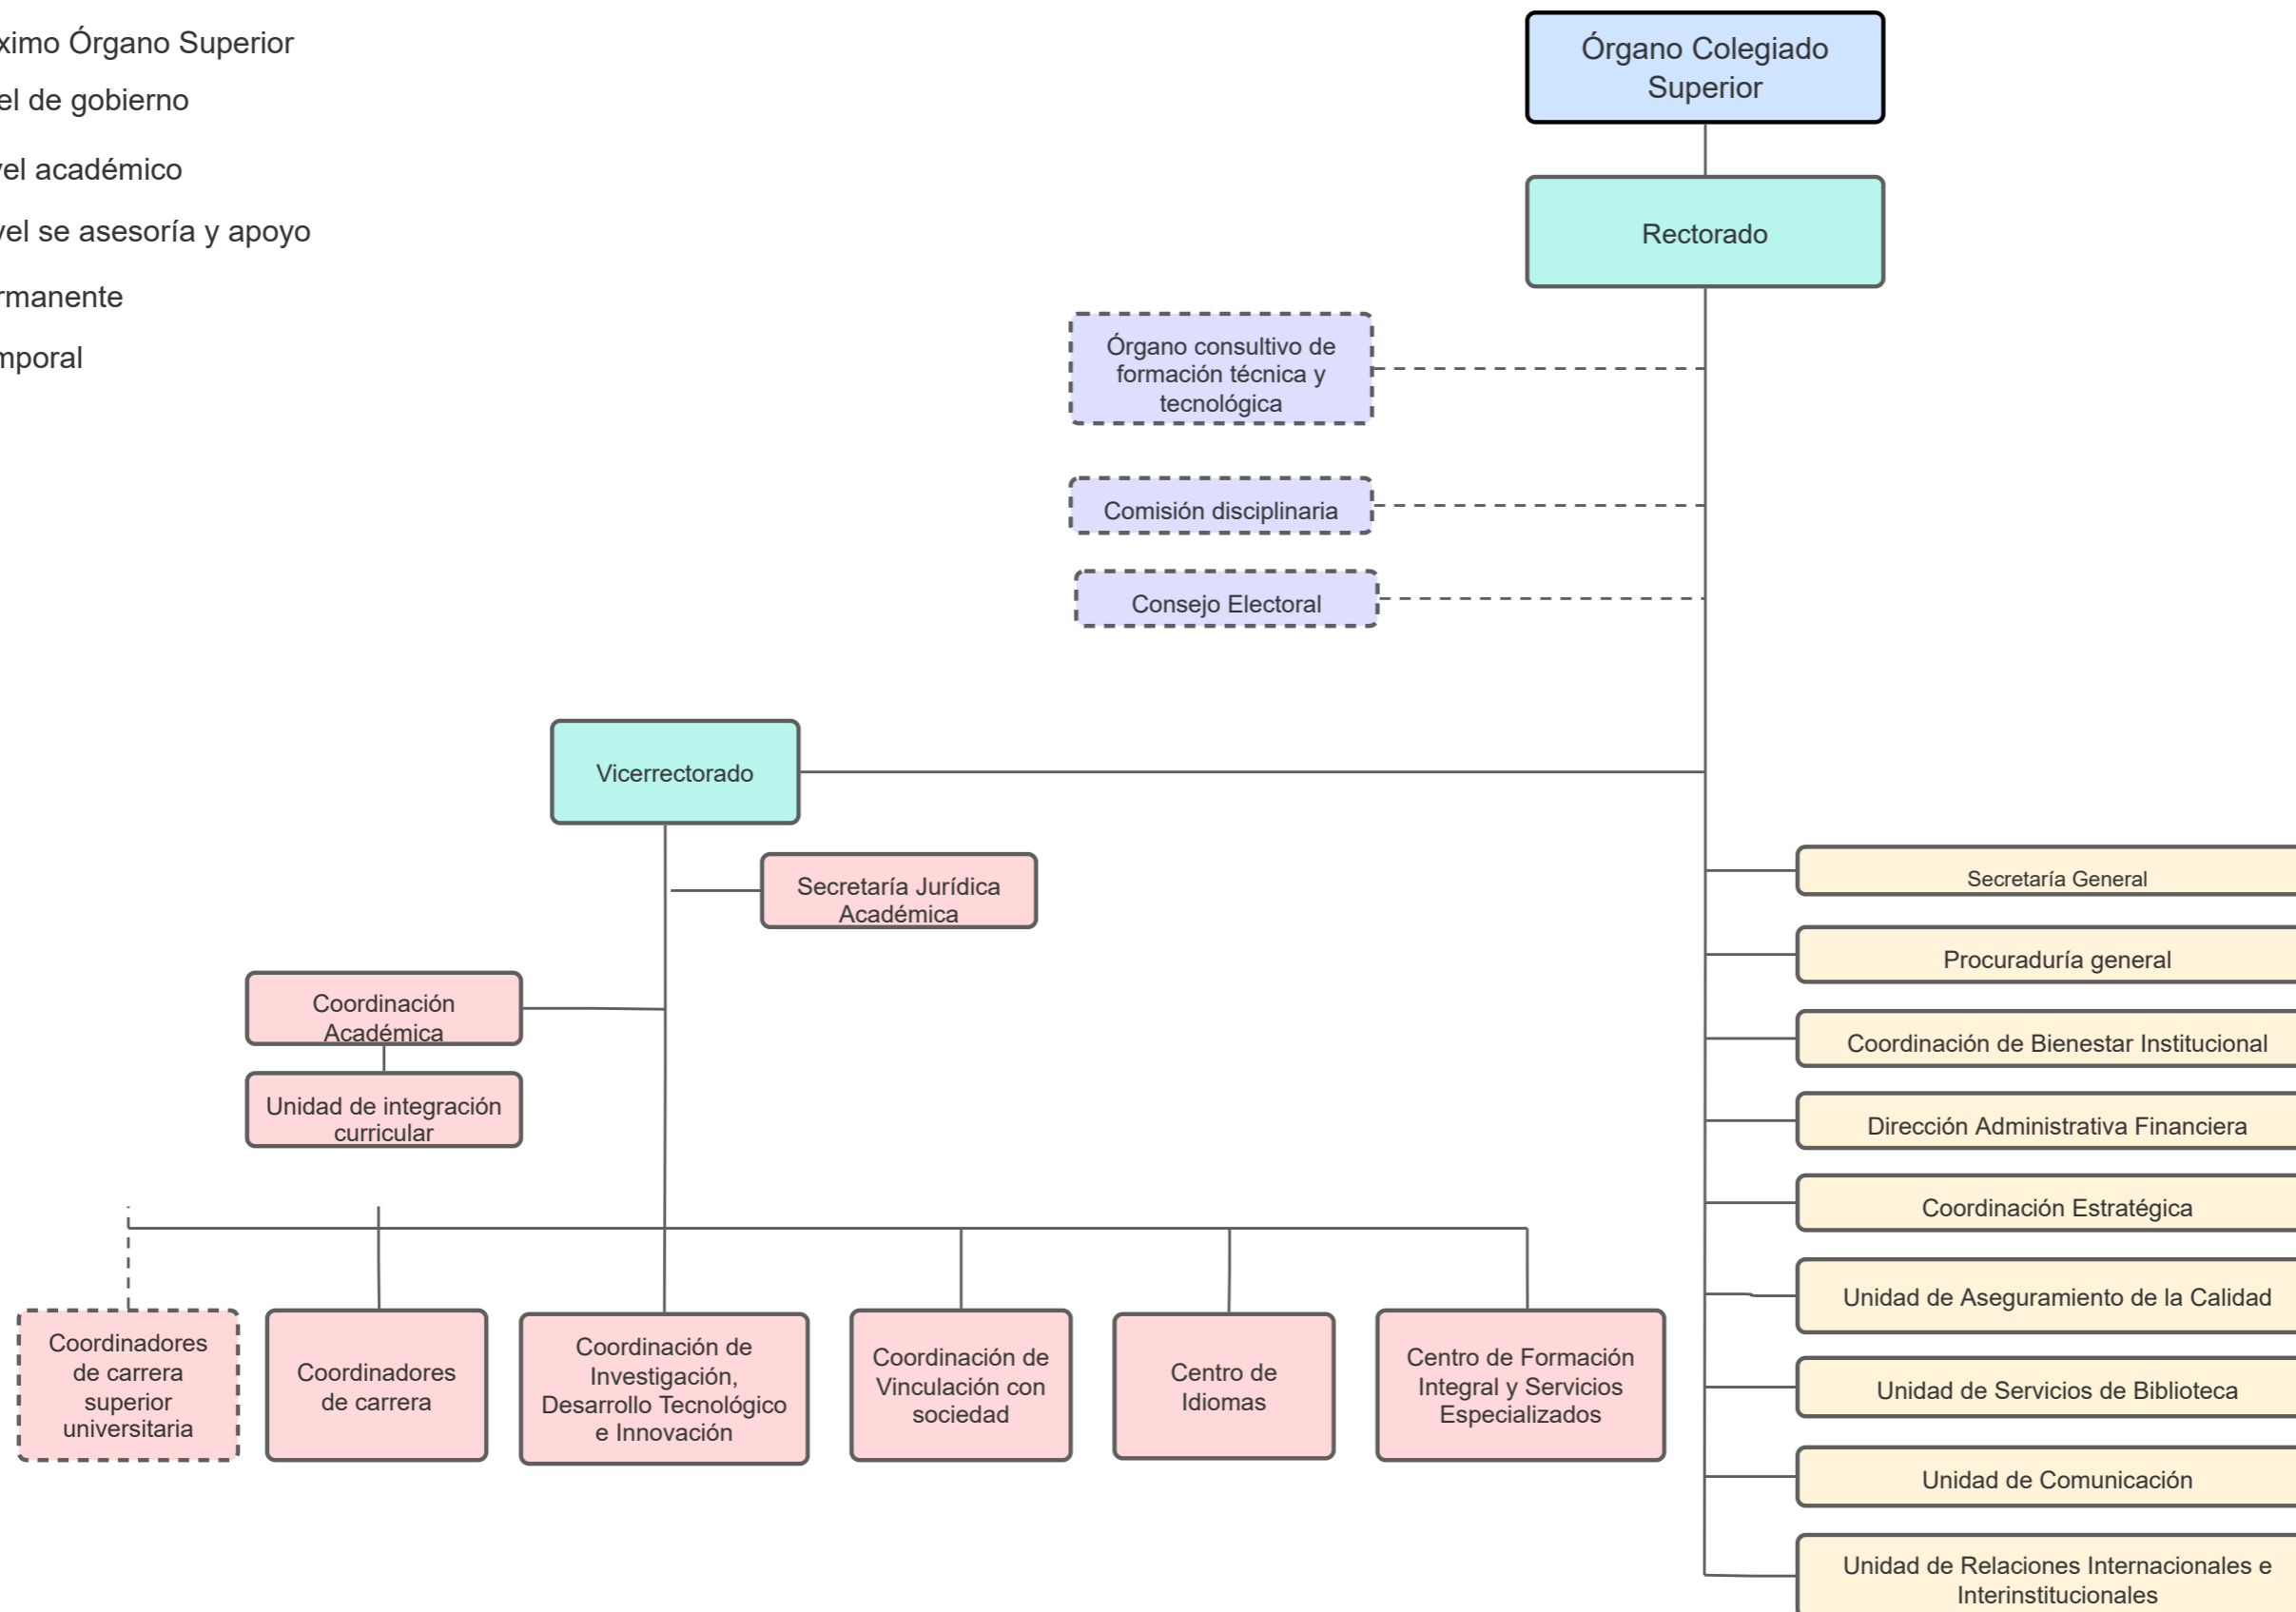 ximo Órgano Superior
el de gobierno
vel académico
vel se asesoría y apoyo
rmanente
mporal
Órgano Colegiado
Superior
Rectorado
Órgano consultivo de
formación técnica y
tecnológica
Comisión disciplinaria
Consejo Electoral
Vicerrectorado
Secretaría Jurídica
Académica
Coordinación
Académica
Unidad de integración
curricular
Secretaría General
Procuraduría general
Coordinación de Bienestar Institucional
Dirección Administrativa Financiera
Coordinación Estratégica
Unidad de Aseguramiento de la Calidad
Unidad de Servicios de Biblioteca
Unidad de Comunicación
Unidad de Relaciones Internacionales e
Interinstitucionales
Coordinadores
de carrera
superior
universitaria
Coordinadores
de carrera
Coordinación de
Investigación,
Desarrollo Tecnológico
e Innovación
Coordinación de
Vinculación con
sociedad
Centro de
Idiomas
Centro de Formación
Integral y Servicios
Especializados